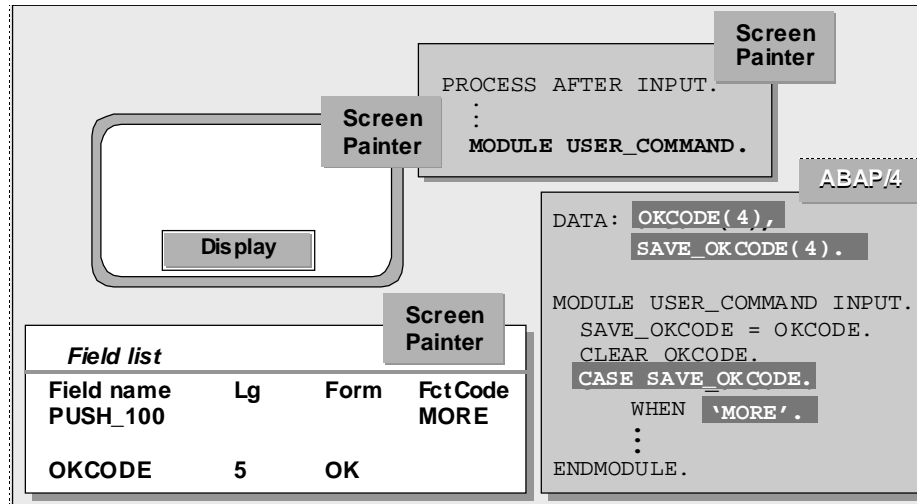 Screen
Painter
PROCESS AFTER INPUT.
.
:
MODULE USER_COMMAND.
Screen
Painter
Display
ABAP/4
DATA: OKCODE(4),
SAVE_OKCODE(4).
MODULE USER_COMMAND INPUT.
SAVE_OKCODE = OKCODE.
CLEAR OKCODE.
CASE SAVE_OKCODE.
WHEN ‘MORE’.
:
ENDMODULE.
Screen
Painter
Field list
Field name Lg Form FctCode
PUSH_100 MORE
OKCODE 5 OK